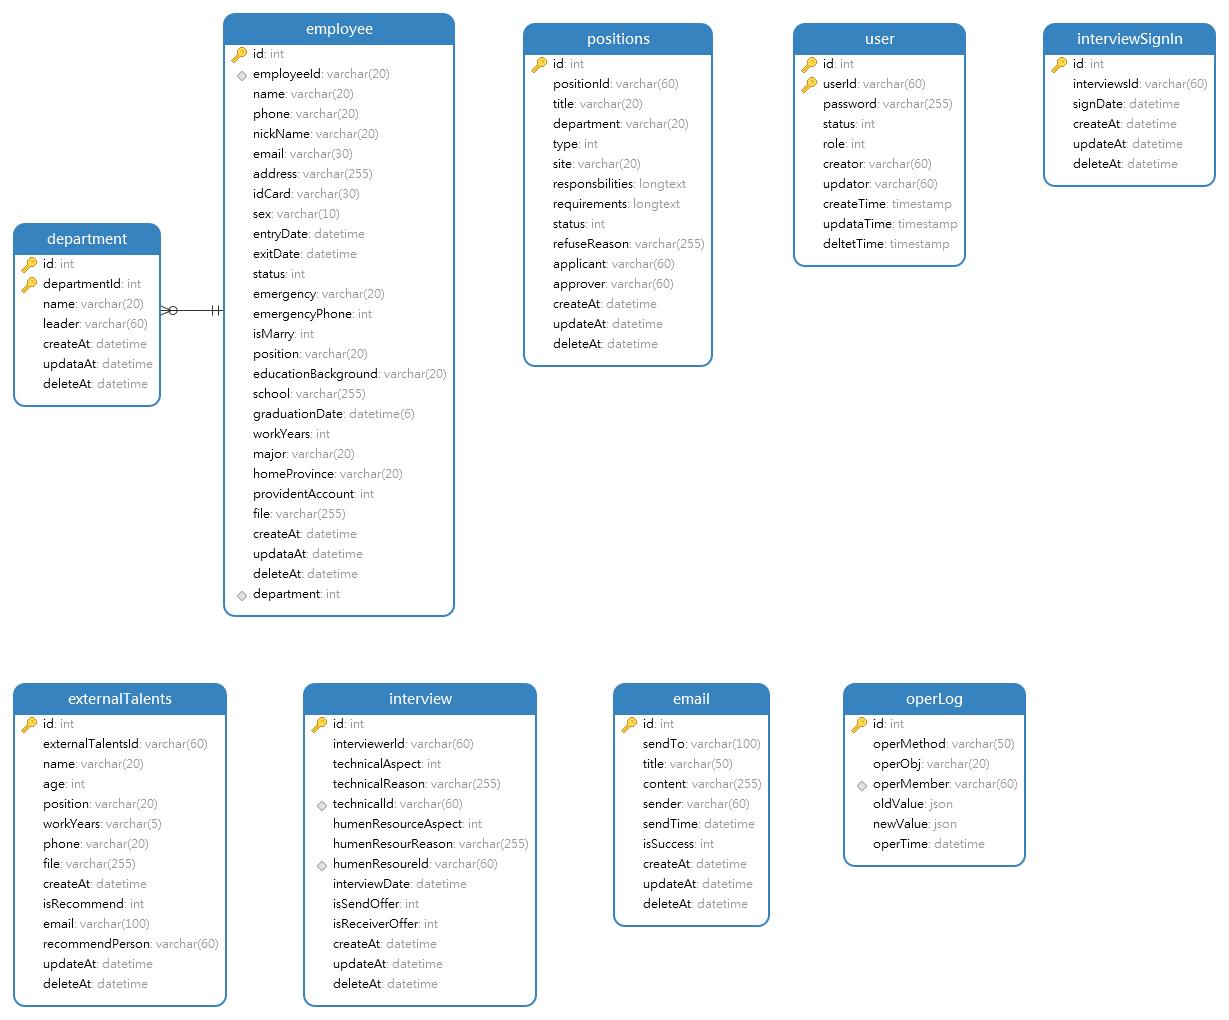 employee
id: int
employeeId: varchar(20)
name: varchar(20)
phone: varchar(20)
nickName: varchar(20)
email: varchar(30)
address: varchar(255)
idCard: varchar(30)
sex: varchar(10)
entryDate: datetime
exitDate: datetime
status: int
emergency: varchar(20)
emergencyPhone: int
isMarry: int
position: varchar(20)
educationBackground: varchar(20)
school: varchar(255)
graduationDate: datetime(6)
workYears: int
major: varchar(20)
homeProvince: varchar(20)
providentAccount: int
file: varchar(255)
createAt: datetime
updataAt: datetime
deleteAt: datetime
department: int
positions
id: int
positionId: varchar(60)
title: varchar(20)
department: varchar(20)
type: int
site: varchar(20)
responsbilities: longtext
requirements: longtext
status: int
refuseReason: varchar(255)
applicant: varchar(60)
approver: varchar(60)
createAt: datetime
updateAt: datetime
deleteAt: datetime
user
id: int
userId: varchar(60)
password: varchar(255)
status: int
role: int
creator: varchar(60)
updator: varchar(60)
createTime: timestamp
updataTime: timestamp
deltetTime: timestamp
interviewSignIn
id: int
interviewsId: varchar(60)
signDate: datetime
createAt: datetime
updateAt: datetime
deleteAt: datetime
department
id: int
departmentId: int
name: varchar(20)
leader: varchar(60)
createAt: datetime
updataAt: datetime
deleteAt: datetime
externalTalents
id: int
externalTalentsId: varchar(60)
name: varchar(20)
age: int
position: varchar(20)
workYears: varchar(5)
phone: varchar(20)
file: varchar(255)
createAt: datetime
isRecommend: int
email: varchar(100)
recommendPerson: varchar(60)
updateAt: datetime
deleteAt: datetime
interview
id: int
interviewerId: varchar(60)
technicalAspect: int
technicalReason: varchar(255)
technicalId: varchar(60)
humenResourceAspect: int
humenResourReason: varchar(255)
humenResoureId: varchar(60)
interviewDate: datetime
isSendOffer: int
isReceiverOffer: int
createAt: datetime
updateAt: datetime
deleteAt: datetime
email
id: int
sendTo: varchar(100)
title: varchar(50)
content: varchar(255)
sender: varchar(60)
sendTime: datetime
isSuccess: int
createAt: datetime
updateAt: datetime
deleteAt: datetime
operLog
id: int
operMethod: varchar(50)
operObj: varchar(20)
operMember: varchar(60)
oldValue: json
newValue: json
operTime: datetime